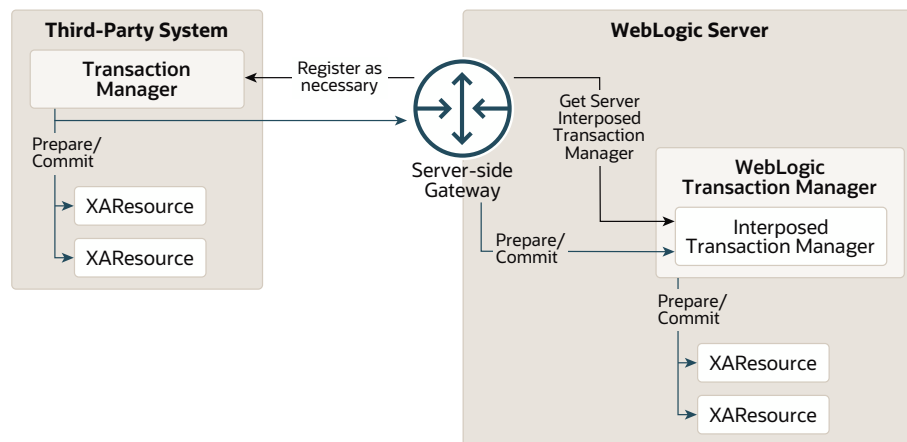 Third-Party System
Transaction
Manager
Prepare/
Commit
XAResource
XAResource
Register as
necessary
Server-side
Gateway
WebLogic Server
Get Server
Interposed
Transaction
Manager
Prepare/
Commit
WebLogic
Transaction Manager
Interposed
Transaction Manager
Prepare/
Commit
XAResource
XAResource